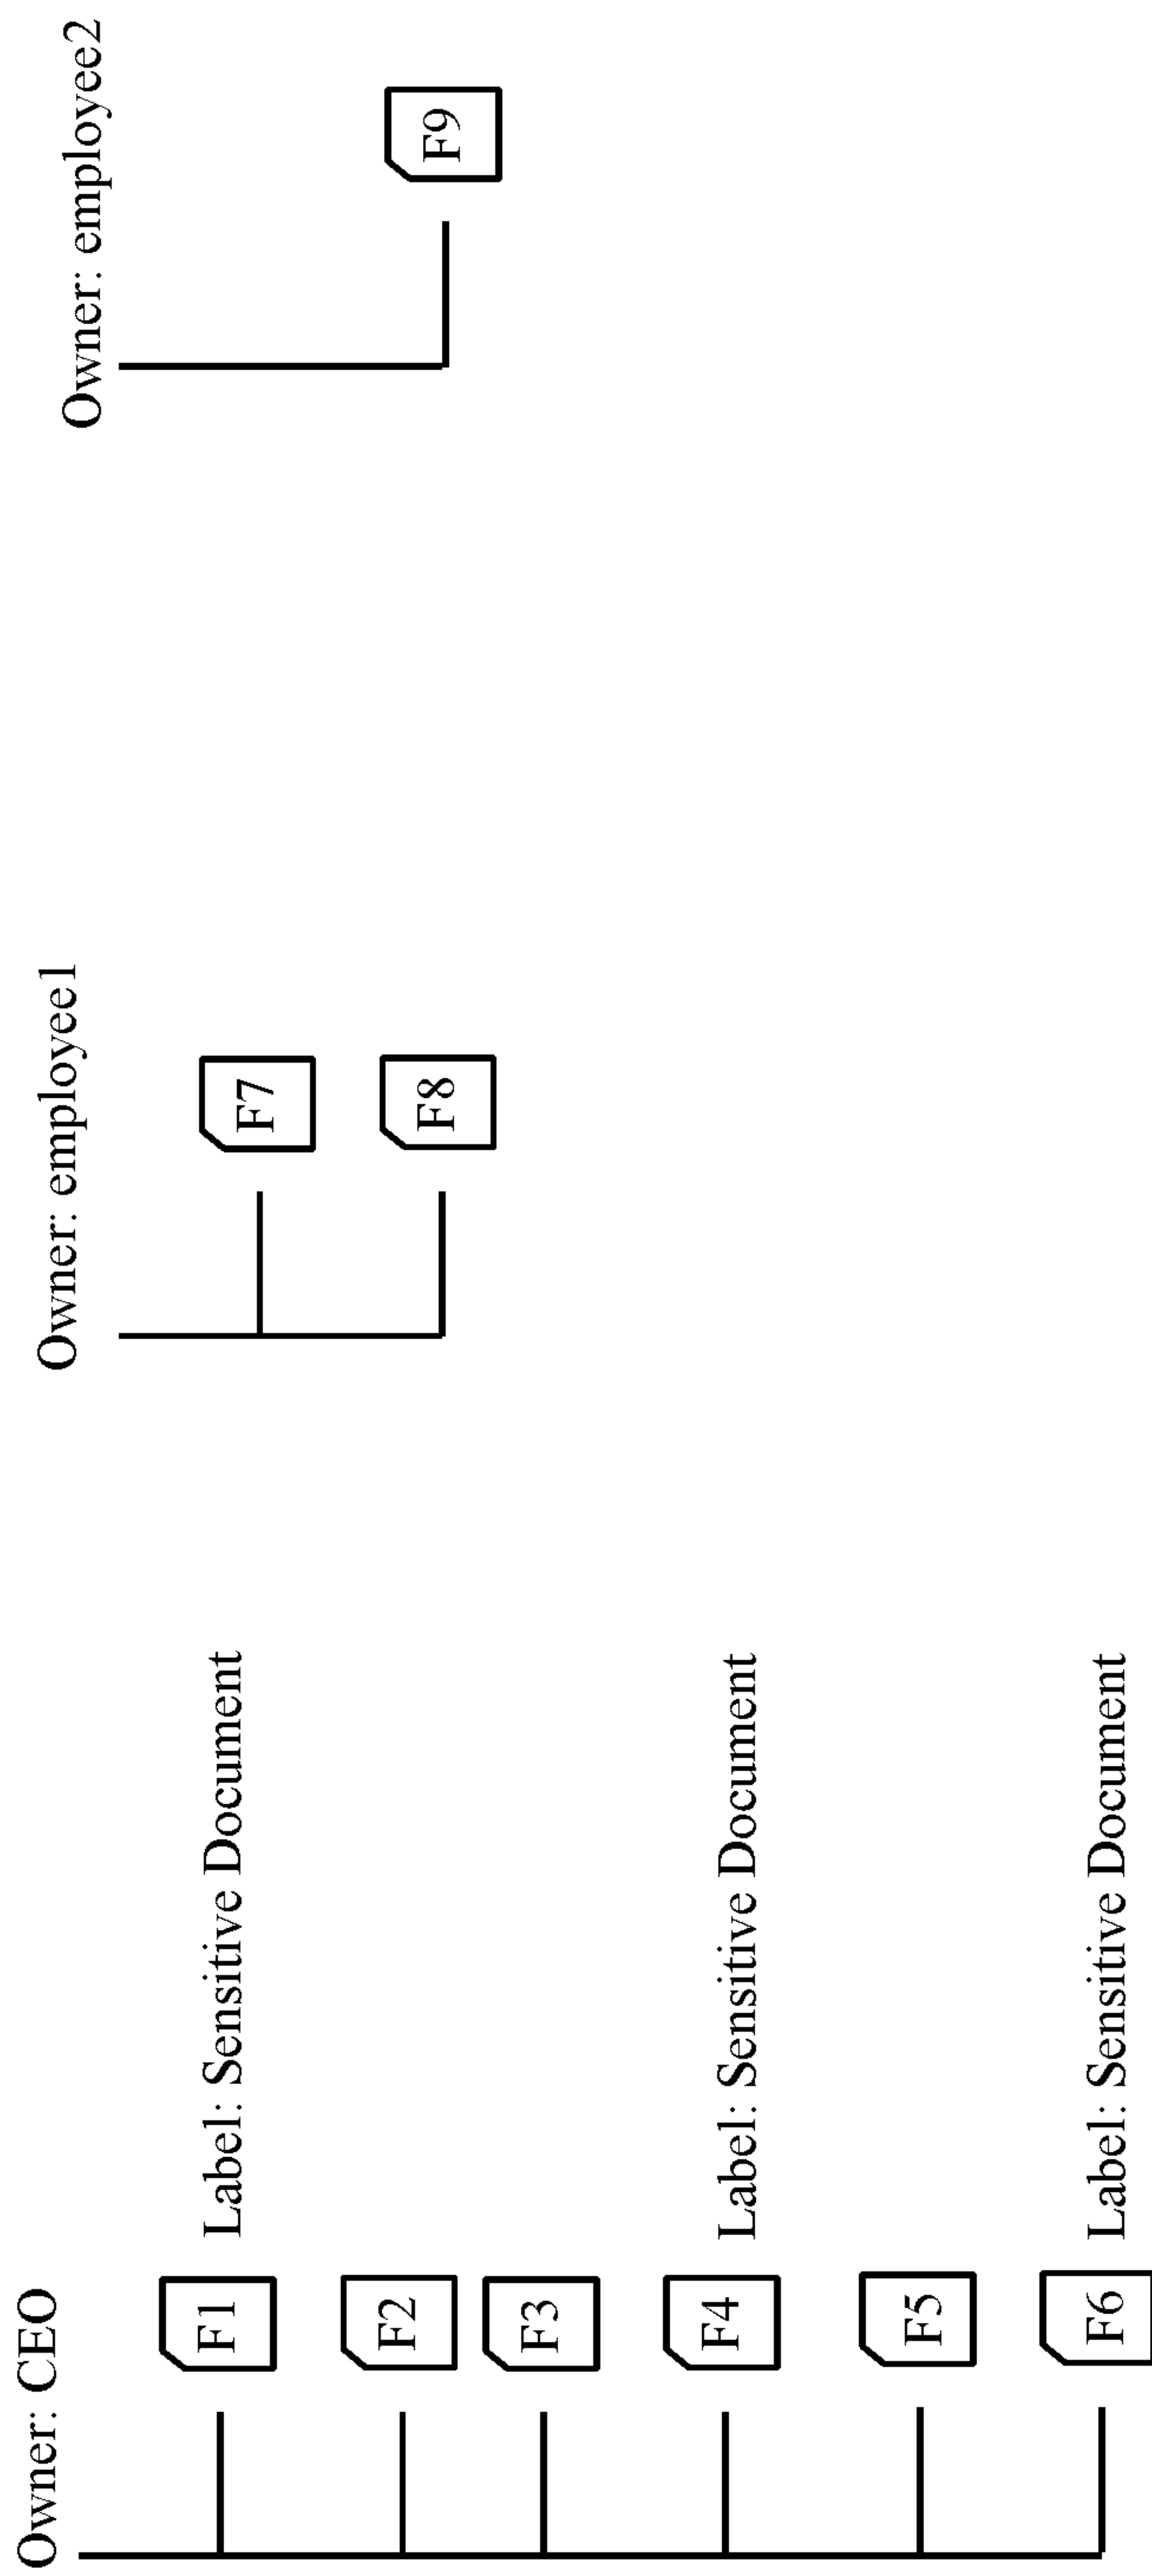 Owner: CEO
F1 Label: Sensitive Document
F2
F3
F4 Label: Sensitive Document
F5
F6 Label: Sensitive Document
Owner: employee1
F7
F8
Owner: employee2
F9